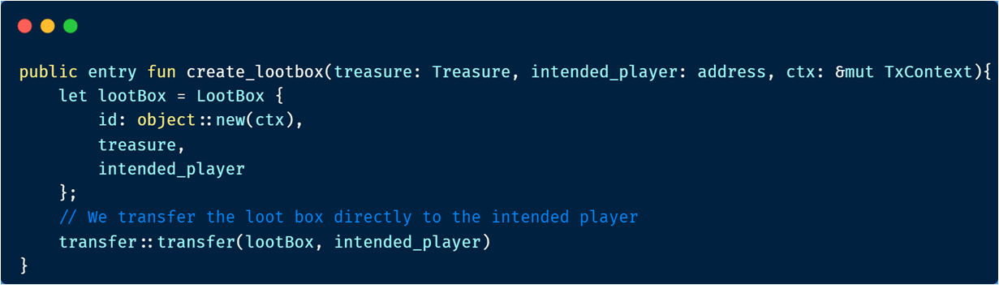 public entry fun create_lootbox(treasure: Treasure, intended_player: address, ctx: &mut TxContext){
    let lootBox = LootBox {
        id: object::new(ctx),
        treasure,
        intended_player
    };
    // We transfer the loot box directly to the intended player
    transfer::transfer(lootBox, intended_player)
}